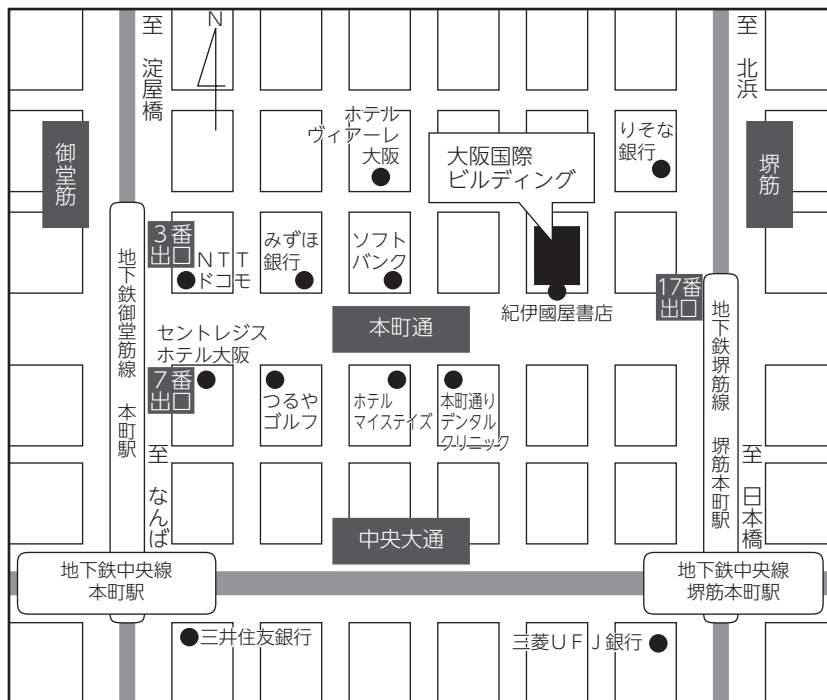 至 淀屋橋
N
至 北浜
御堂筋
ホテル
ヴィアーレ
大阪
大阪国際
ビルディング
りそな
銀行
堺筋
3番
出口
NTT
ドコモ
みずほ
銀行
ソフト
バンク
紀伊國屋書店
17番
出口
本町通
地下鉄御堂筋線 本町駅
セントレジス
ホテル大阪
7番
出口
つるや
ゴルフ
ホテル
マイステイズ
本町通り
デンタル
クリニック
地下鉄堺筋線 堺筋本町駅
至 なんば
至 日本橋
中央大通
地下鉄中央線
本町駅
地下鉄中央線
堺筋本町駅
三井住友銀行
三菱UFJ銀行